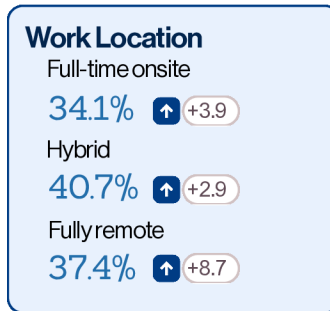 Work Location
Full-time onsite
34.1% +3.9
Hybrid
40.7% +2.9
Fully remote
37.4% +8.7